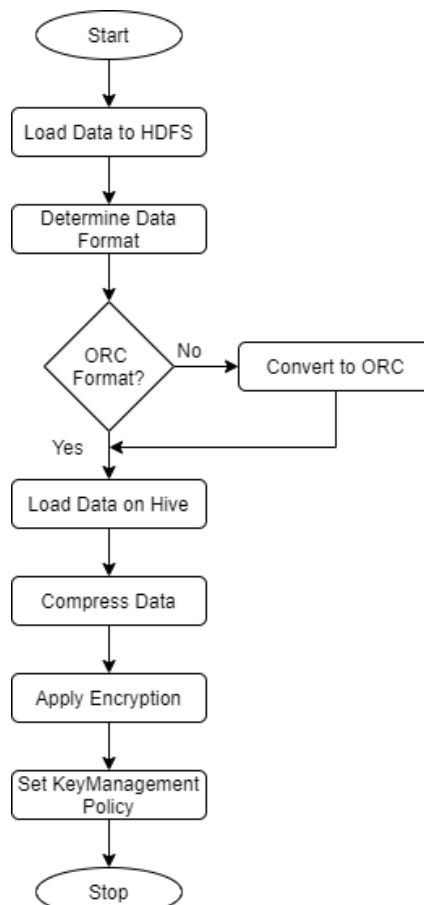 Start
Load Data to HDFS
Determine Data
Format
ORC
Format?
No
Convert to ORC
Yes
Load Data on Hive
Compress Data
Apply Encryption
Set KeyManagement
Policy
Stop